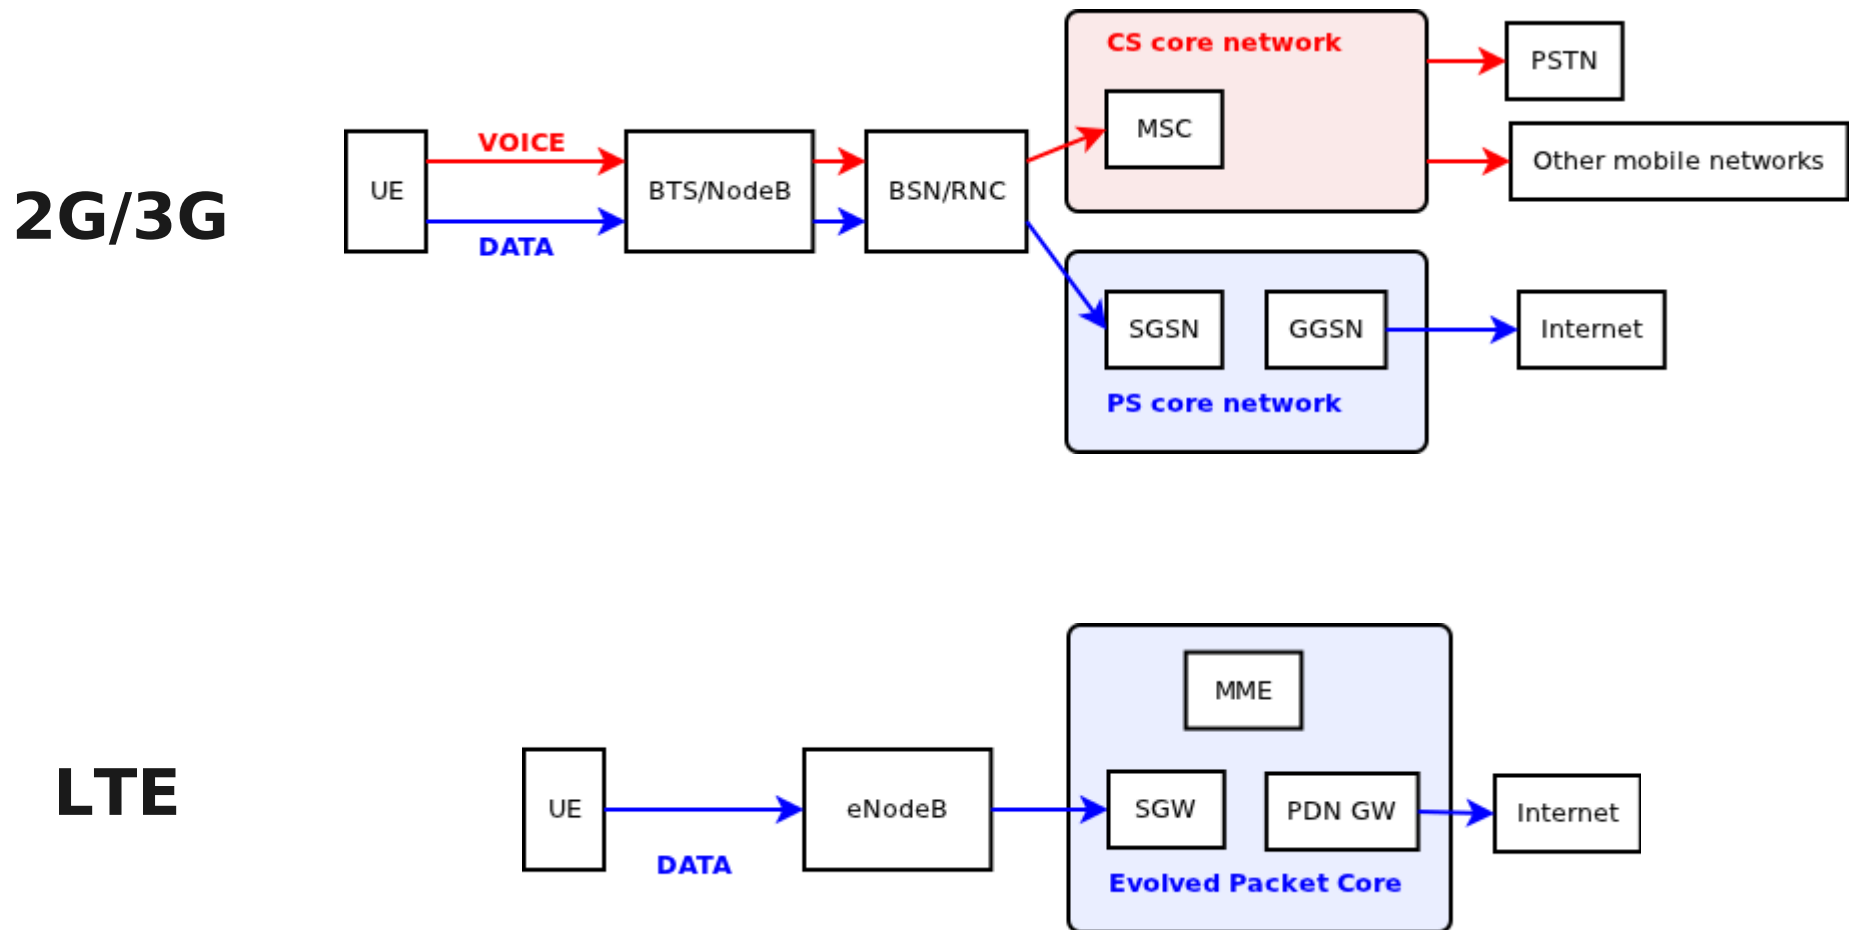 CS core network
PSTN
MSC
VOICE
Other mobile networks
UE
BTS/NodeB
BSN/RNC
2G/3G
DATA
SGSN
GGSN
Internet
PS core network
MME
LTE
UE
eNodeB
SGW
PDN GW
Internet
DATA
Evolved Packet Core